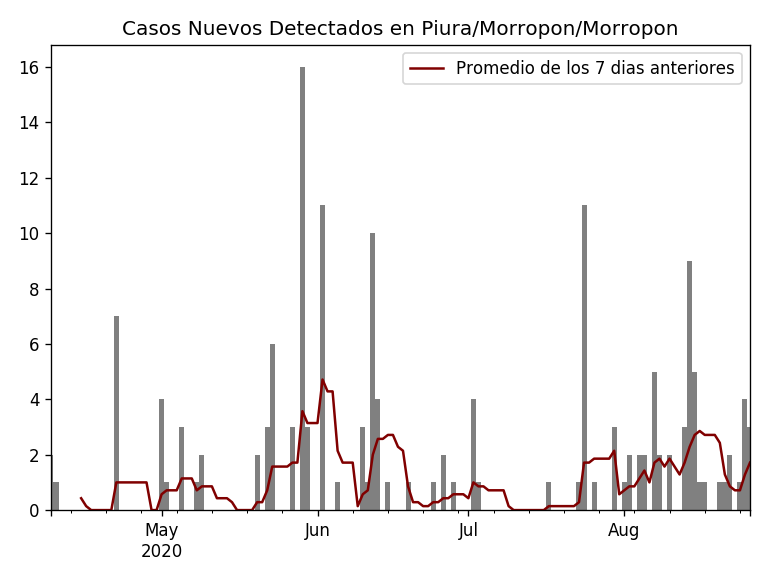 Casos Nuevos Detectados en Piura/Morropon/Morropon
Promedio de los 7 dias anteriores
16
14
12
10
8
6
4
2
0
May
2020
Jun
Jul
Aug